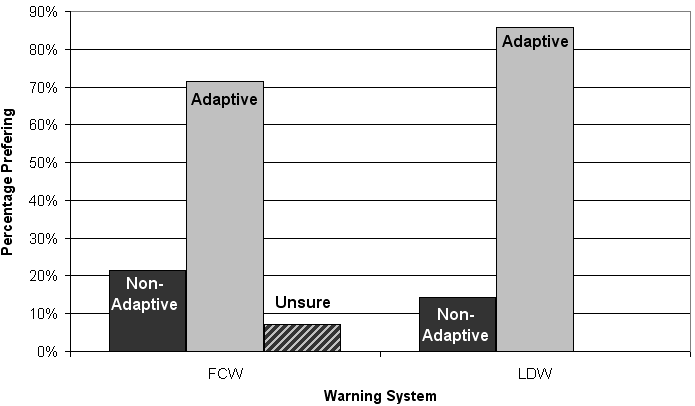 90%
80%
70%
60%
50%
40%
30%
20%
10%
0%
Percentage Prefering
Non-
Adaptive
Adaptive
Unsure
Non-
Adaptive
Adaptive
FCW
LDW
Warning System